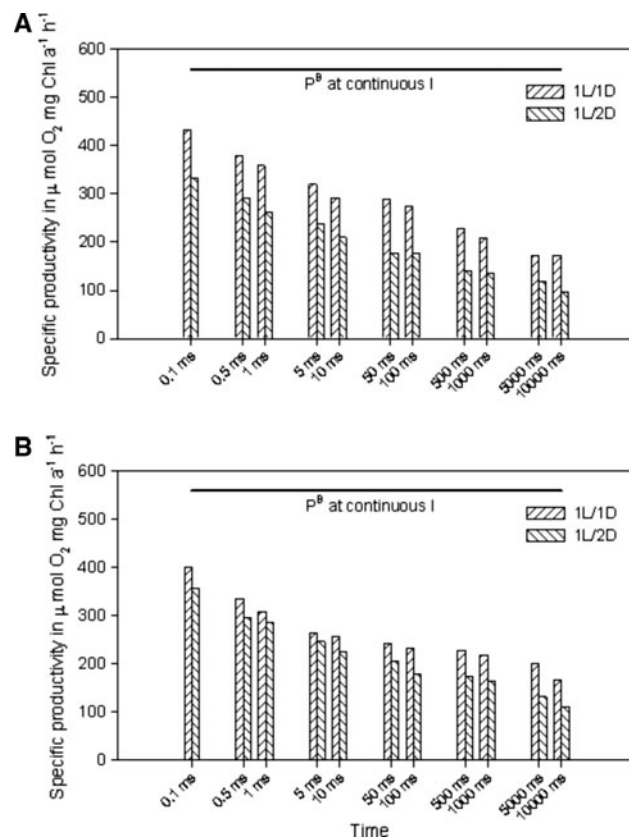 A
Specific productivity in μ mol O₂ mg Chl a⁻¹ h⁻¹
600
500
400
300
200
100
0
Pᴮ at continuous I
1L/1D
1L/2D
0.1 ms
0.5 ms
1 ms
5 ms
10 ms
50 ms
100 ms
500 ms
1000 ms
5000 ms
10000 ms
B
Specific productivity in μ mol O₂ mg Chl a⁻¹ h⁻¹
600
500
400
300
200
100
0
Pᴮ at continuous I
1L/1D
1L/2D
0.1 ms
0.5 ms
1 ms
5 ms
10 ms
50 ms
100 ms
500 ms
1000 ms
5000 ms
10000 ms
Time